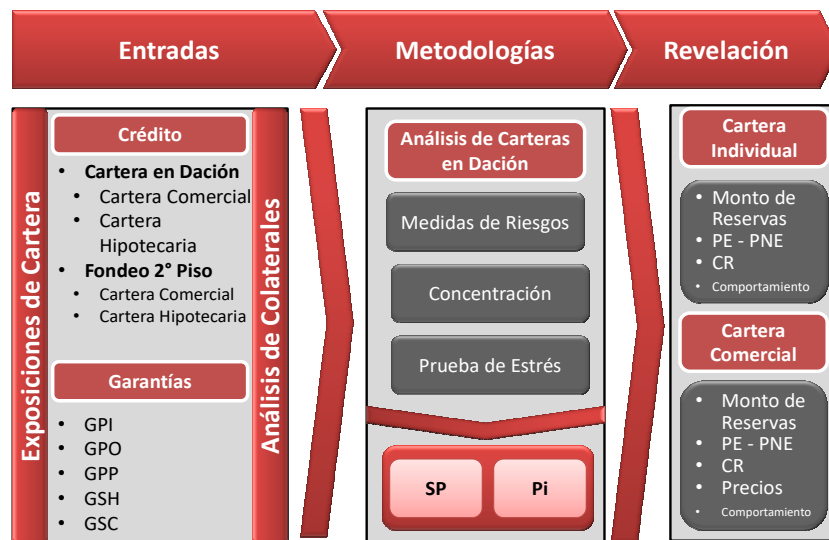 Entradas
Metodologías
Revelación
Exposiciones de Cartera
Crédito
• Cartera en Dación
• Cartera Comercial
• Cartera
Hipotecaria
• Fondeo 2° Piso
• Cartera Comercial
• Cartera Hipotecaria
Garantías
• GPI
• GPO
• GPP
• GSH
• GSC
Análisis de Colaterales
Análisis de Carteras
en Dación
Medidas de Riesgos
Concentración
Prueba de Estrés
SP
Pi
Cartera
Individual
• Monto de
Reservas
• PE - PNE
• CR
• Comportamiento
Cartera
Comercial
• Monto de
Reservas
• PE - PNE
• CR
• Precios
• Comportamiento